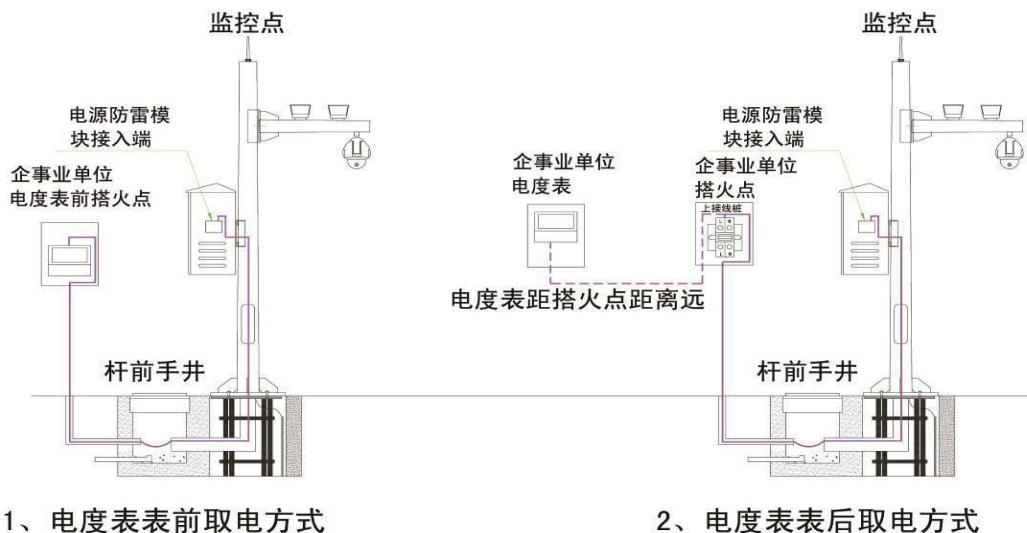 监控点
电源防雷模
块接入端
企事业单位
电度表前搭火点
杆前手井
1、电度表表前取电方式
监控点
电源防雷模
块接入端
企事业单位
电度表
企事业单位
搭火点
上接线桩
L N
L N
电度表距搭火点距离远
杆前手井
2、电度表表后取电方式